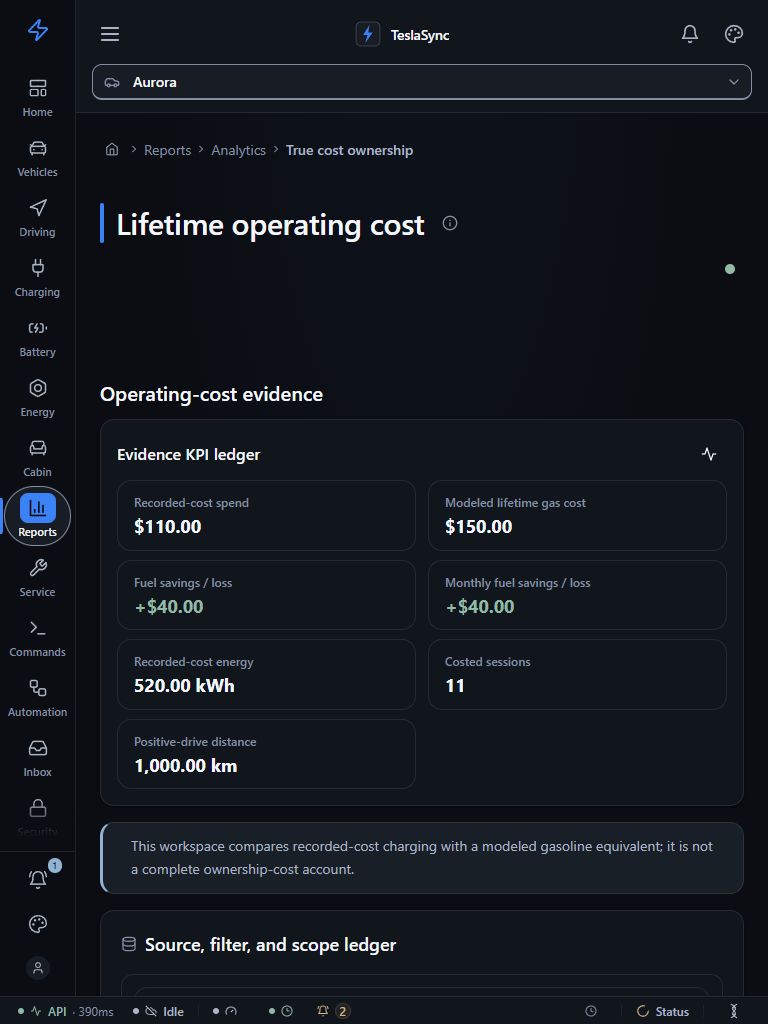 TeslaSync
Aurora
Home
Vehicles
Driving
Charging
Battery
Energy
Cabin
Reports
Service
Commands
Automation
Inbox
Security
1
Reports
Analytics
True cost ownership
Lifetime operating cost
Operating-cost evidence
Evidence KPI ledger
Recorded-cost spend
$110.00
Modeled lifetime gas cost
$150.00
Fuel savings / loss
+$40.00
Monthly fuel savings / loss
+$40.00
Recorded-cost energy
520.00 kWh
Costed sessions
11
Positive-drive distance
1,000.00 km
This workspace compares recorded-cost charging with a modeled gasoline equivalent; it is not
a complete ownership-cost account.
Source, filter, and scope ledger
API · 390ms
Idle
2
Status